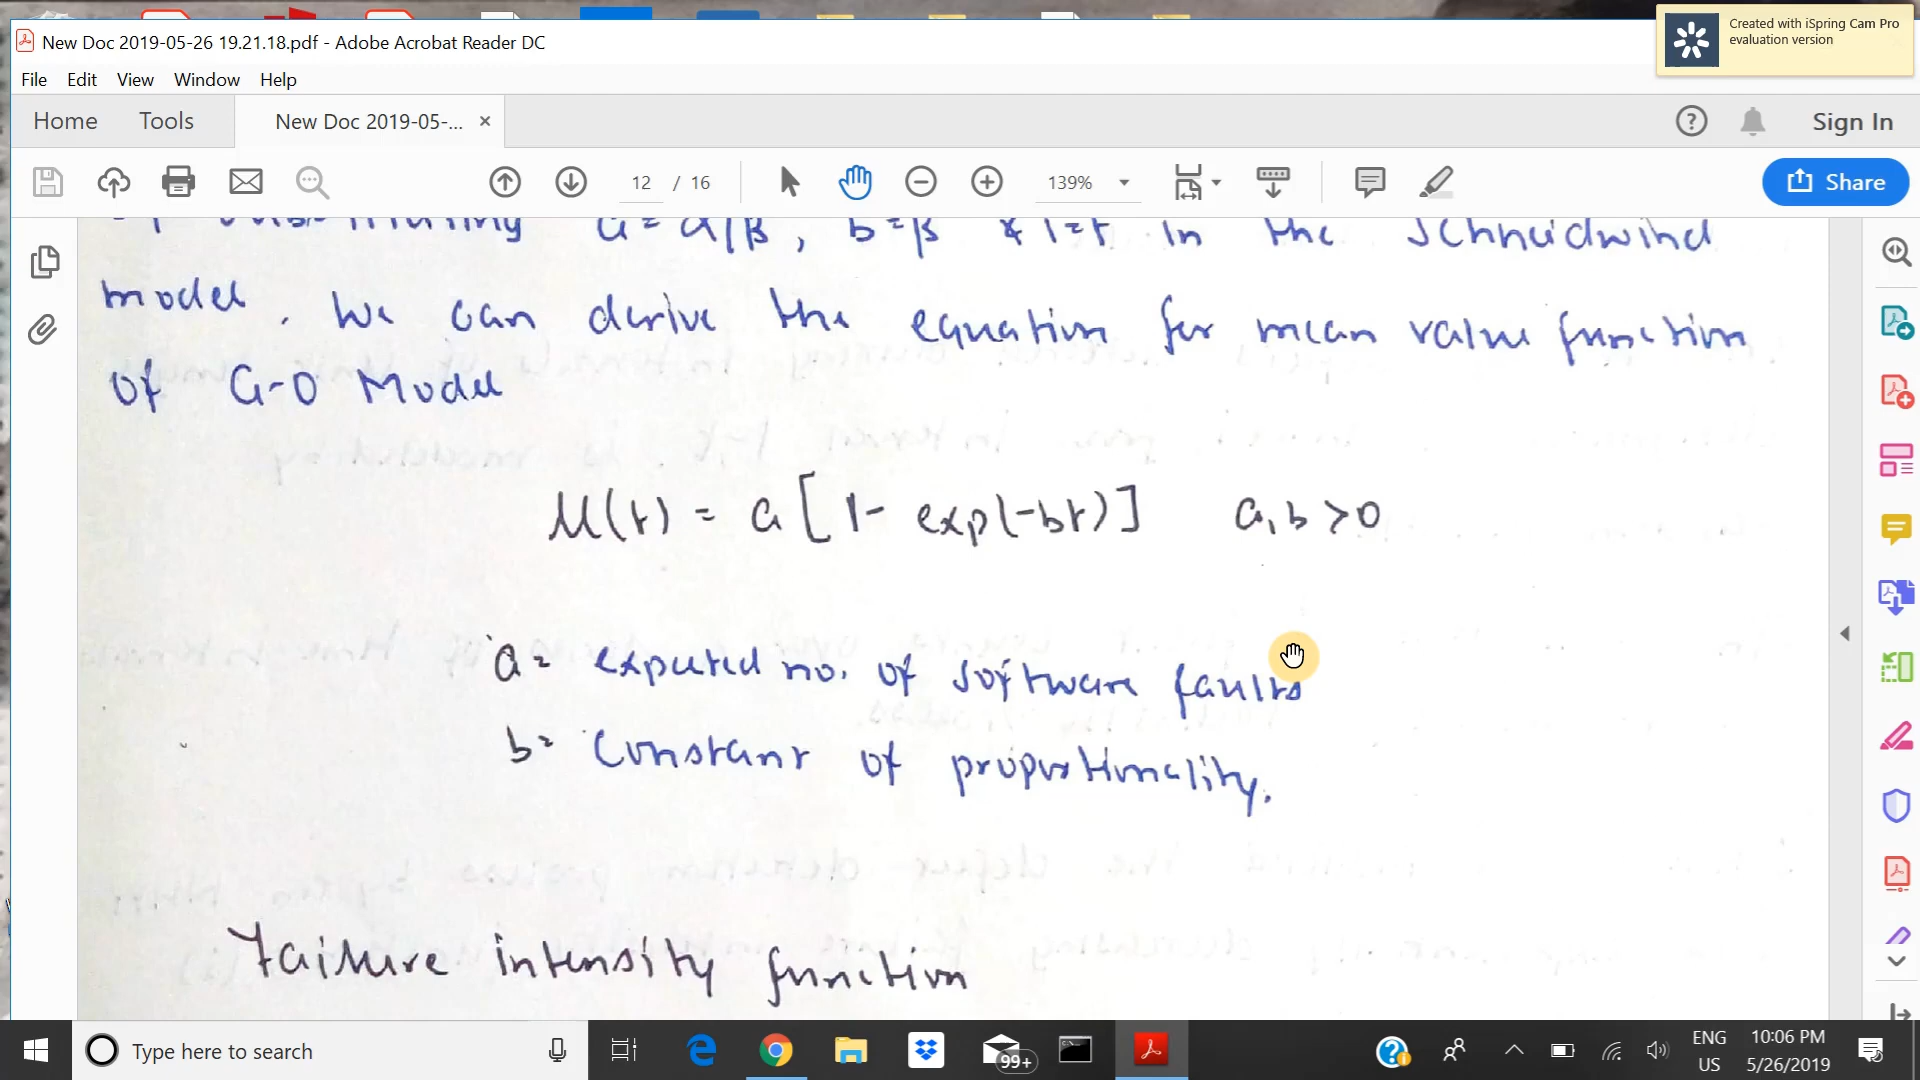 Created with iSpring Cam Pro
evaluation version
New Doc 2019-05-26 19.21.18.pdf - Adobe Acrobat Reader DC
File Edit View Window Help
Home Tools New Doc 2019-05-... × Sign In
12 / 16 139% Share
substituting a = α/β, b = β & i = t in the Schneidwind
model. We can derive the equation for mean value function
of G-O Model
μ(t) = a [1 - exp(-bt)] a, b > 0
a = expected no. of software faults
b = Constant of proportionality.
Failure intensity function
Type here to search
99+
ENG 10:06 PM
US 5/26/2019